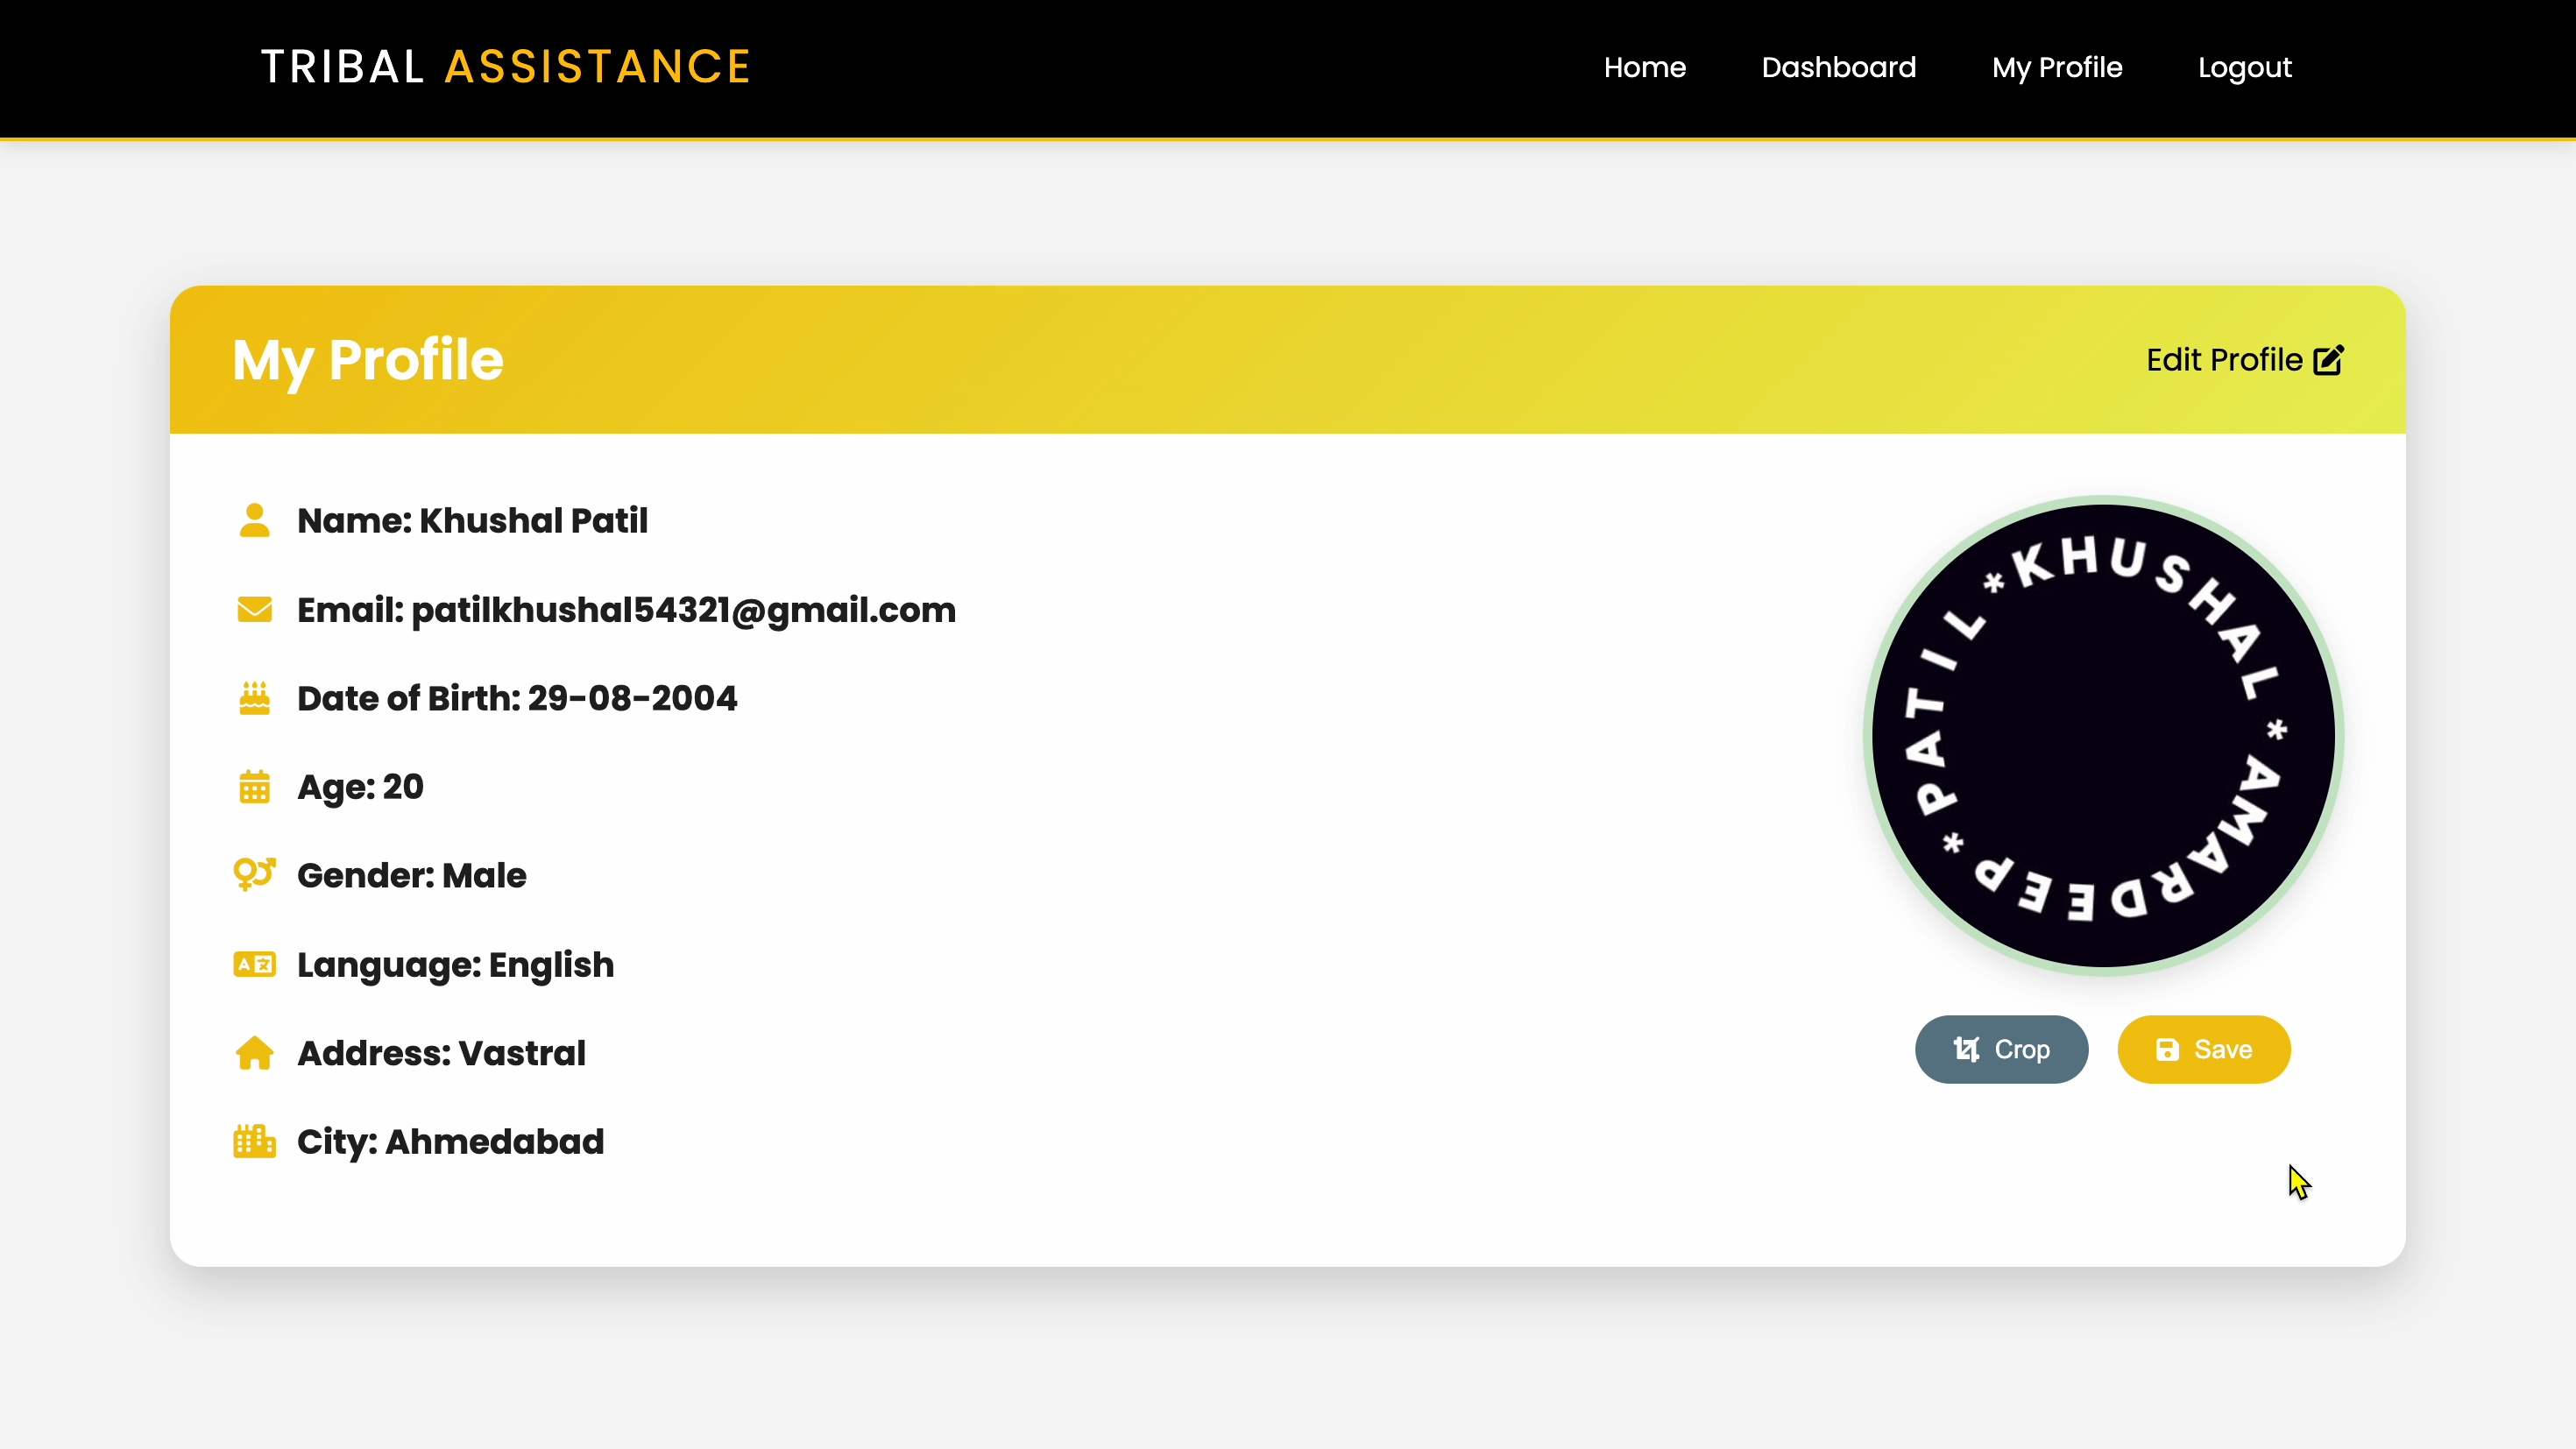 TRIBAL ASSISTANCE
Home Dashboard My Profile Logout
My Profile
Edit Profile
Name: Khushal Patil
Email: patilkhushal54321@gmail.com
Date of Birth: 29-08-2004
Age: 20
Gender: Male
Language: English
Address: Vastral
City: Ahmedabad
*KHUSHAL*AMARDEEP*PATIL
Crop
Save